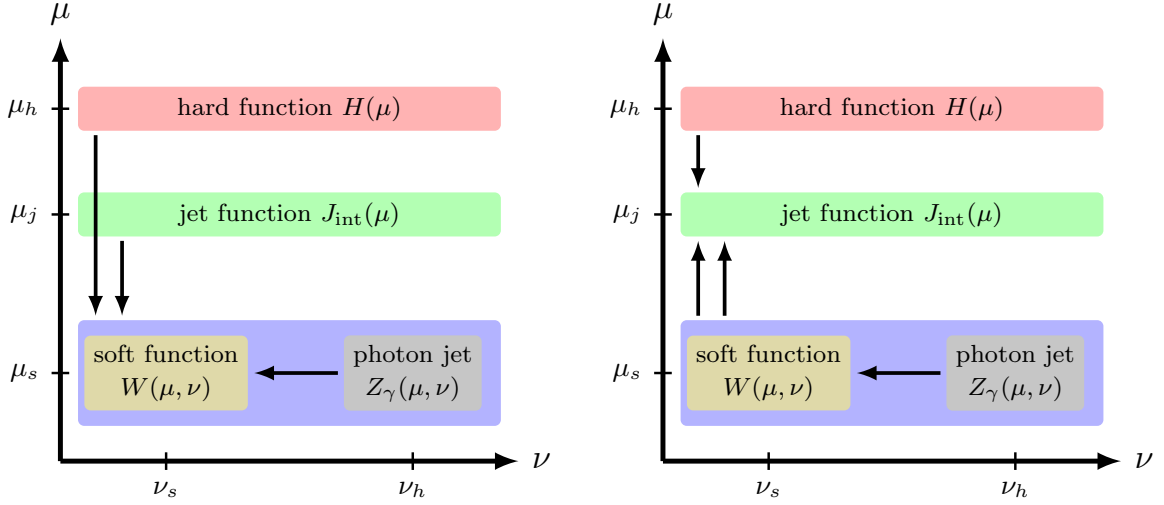 μ
μ_h
hard function H(μ)
μ_j
jet function J_int(μ)
μ_s
soft function
W(μ, ν)
photon jet
Z_γ(μ, ν)
ν
ν_s
ν_h
μ
μ_h
hard function H(μ)
μ_j
jet function J_int(μ)
μ_s
soft function
W(μ, ν)
photon jet
Z_γ(μ, ν)
ν
ν_s
ν_h